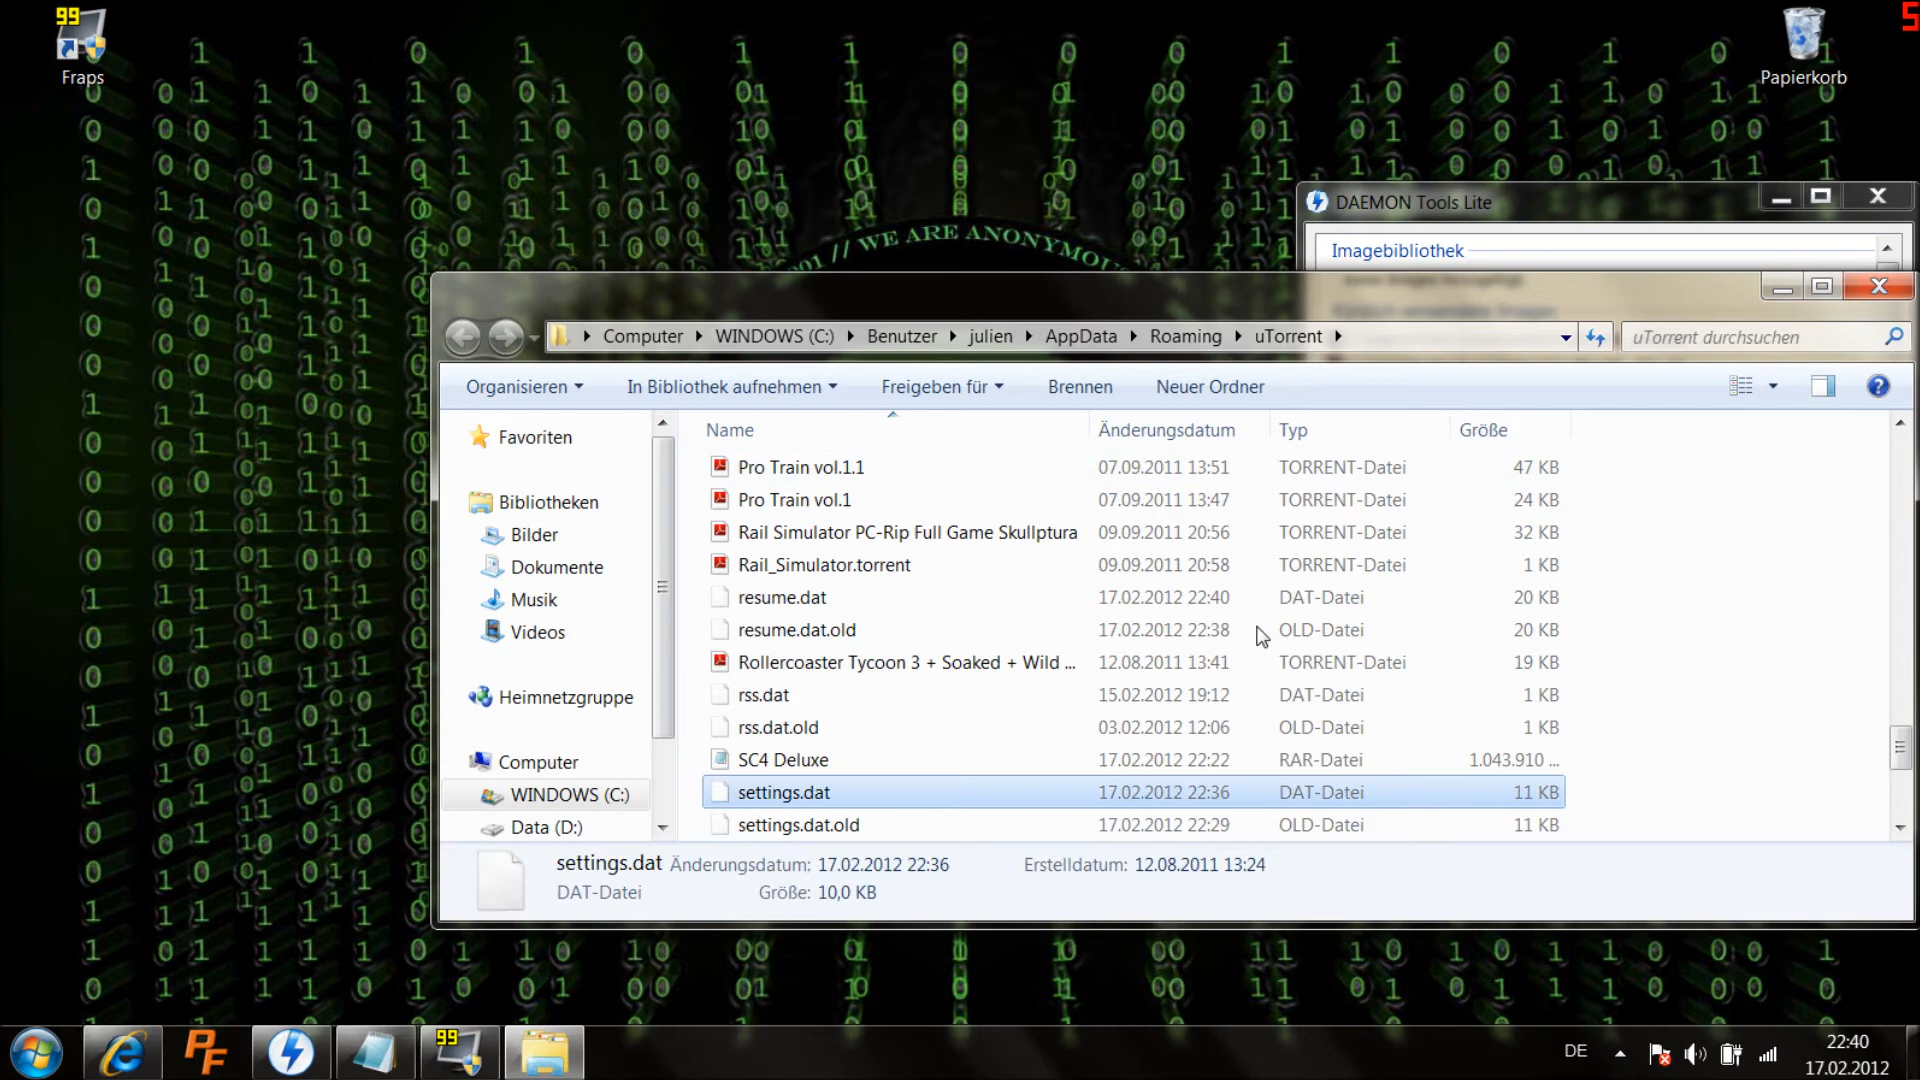 99
Fraps
Papierkorb
5
// WE ARE ANONYMOUS
DAEMON Tools Lite
Imagebibliothek
Computer WINDOWS (C:) Benutzer julien AppData Roaming uTorrent
uTorrent durchsuchen
Organisieren In Bibliothek aufnehmen Freigeben für Brennen Neuer Ordner
Name Änderungsdatum Typ Größe
Pro Train vol.1.1 07.09.2011 13:51 TORRENT-Datei 47 KB
Pro Train vol.1 07.09.2011 13:47 TORRENT-Datei 24 KB
Rail Simulator PC-Rip Full Game Skullptura 09.09.2011 20:56 TORRENT-Datei 32 KB
Rail_Simulator.torrent 09.09.2011 20:58 TORRENT-Datei 1 KB
resume.dat 17.02.2012 22:40 DAT-Datei 20 KB
resume.dat.old 17.02.2012 22:38 OLD-Datei 20 KB
Rollercoaster Tycoon 3 + Soaked + Wild ... 12.08.2011 13:41 TORRENT-Datei 19 KB
rss.dat 15.02.2012 19:12 DAT-Datei 1 KB
rss.dat.old 03.02.2012 12:06 OLD-Datei 1 KB
SC4 Deluxe 17.02.2012 22:22 RAR-Datei 1.043.910 ...
settings.dat 17.02.2012 22:36 DAT-Datei 11 KB
settings.dat.old 17.02.2012 22:29 OLD-Datei 11 KB
Favoriten
Bibliotheken
Bilder
Dokumente
Musik
Videos
Heimnetzgruppe
Computer
WINDOWS (C:)
Data (D:)
settings.dat Änderungsdatum: 17.02.2012 22:36 Erstelldatum: 12.08.2011 13:24
DAT-Datei Größe: 10,0 KB
PF
99
DE
22:40
17.02.2012